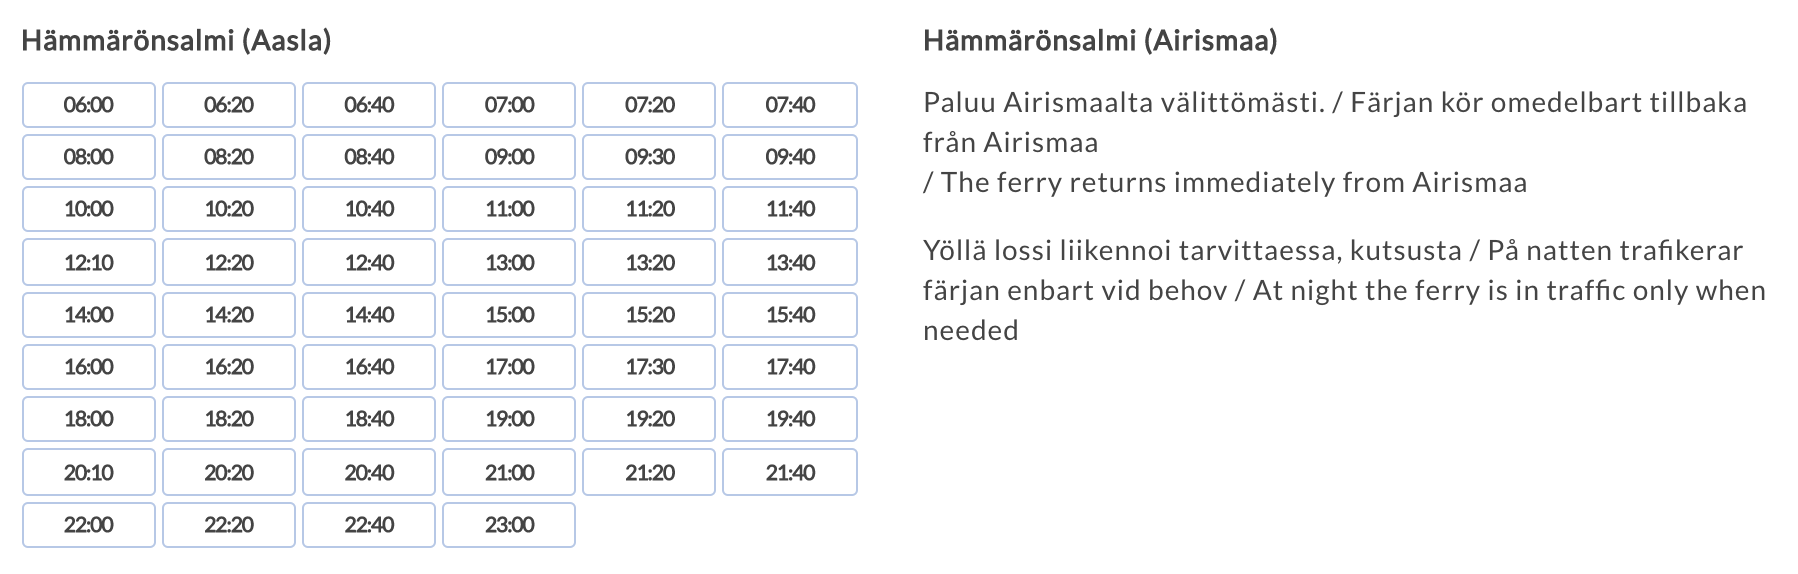 Hämmärönsalmi (Aasla)
06:00 06:20 06:40 07:00 07:20 07:40
08:00 08:20 08:40 09:00 09:30 09:40
10:00 10:20 10:40 11:00 11:20 11:40
12:10 12:20 12:40 13:00 13:20 13:40
14:00 14:20 14:40 15:00 15:20 15:40
16:00 16:20 16:40 17:00 17:30 17:40
18:00 18:20 18:40 19:00 19:20 19:40
20:10 20:20 20:40 21:00 21:20 21:40
22:00 22:20 22:40 23:00
Hämmärönsalmi (Airismaa)
Paluu Airismaalta välittömästi. / Färjan kör omedelbart tillbaka
från Airismaa
/ The ferry returns immediately from Airismaa
Yöllä lossi liikennoi tarvittaessa, kutsusta / På natten trafikerar
färjan enbart vid behov / At night the ferry is in traffic only when
needed